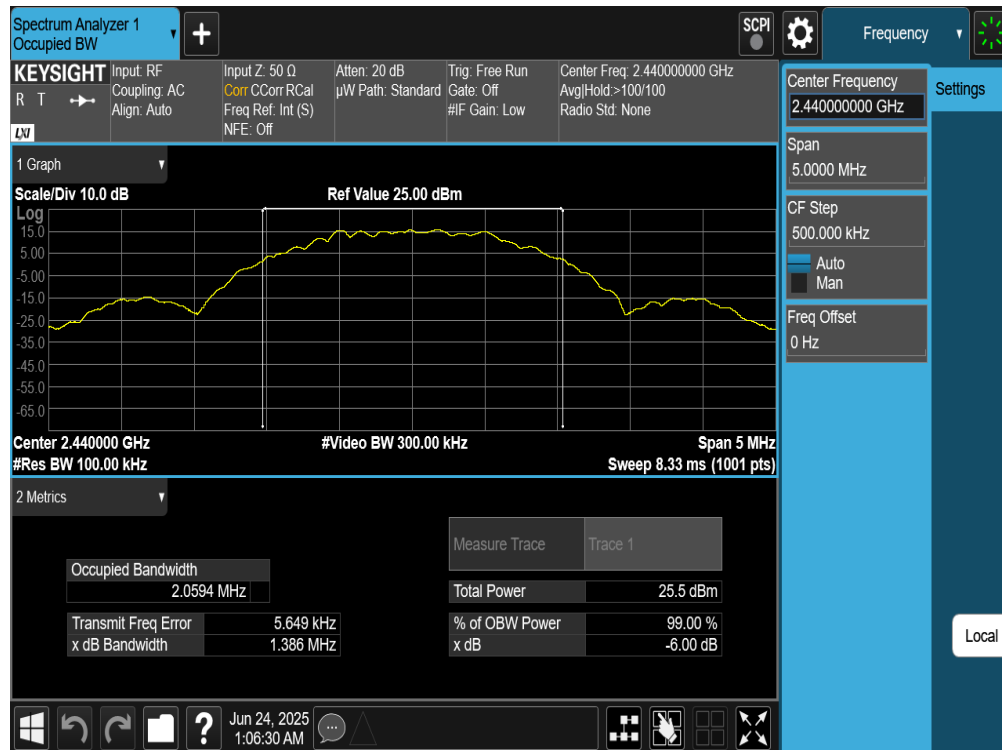 Spectrum Analyzer 1
Occupied BW
+
SCPI
Frequency
KEYSIGHT
R T
LXI
Input: RF
Coupling: AC
Align: Auto
Input Z: 50 Ω
Corr CCorr RCal
Freq Ref: Int (S)
NFE: Off
Atten: 20 dB
µW Path: Standard
Trig: Free Run
Gate: Off
#IF Gain: Low
Center Freq: 2.440000000 GHz
Avg|Hold:>100/100
Radio Std: None
Center Frequency
2.440000000 GHz
Settings
Span
5.0000 MHz
CF Step
500.000 kHz
Auto
Man
Freq Offset
0 Hz
Local
1 Graph
Scale/Div 10.0 dB
Ref Value 25.00 dBm
Log
15.0
5.00
-5.00
-15.0
-25.0
-35.0
-45.0
-55.0
-65.0
Center 2.440000 GHz
#Video BW 300.00 kHz
Span 5 MHz
#Res BW 100.00 kHz
Sweep 8.33 ms (1001 pts)
2 Metrics
Measure Trace Trace 1
Occupied Bandwidth
2.0594 MHz
Total Power 25.5 dBm
Transmit Freq Error 5.649 kHz
% of OBW Power 99.00 %
x dB Bandwidth 1.386 MHz
x dB -6.00 dB
?
Jun 24, 2025
1:06:30 AM